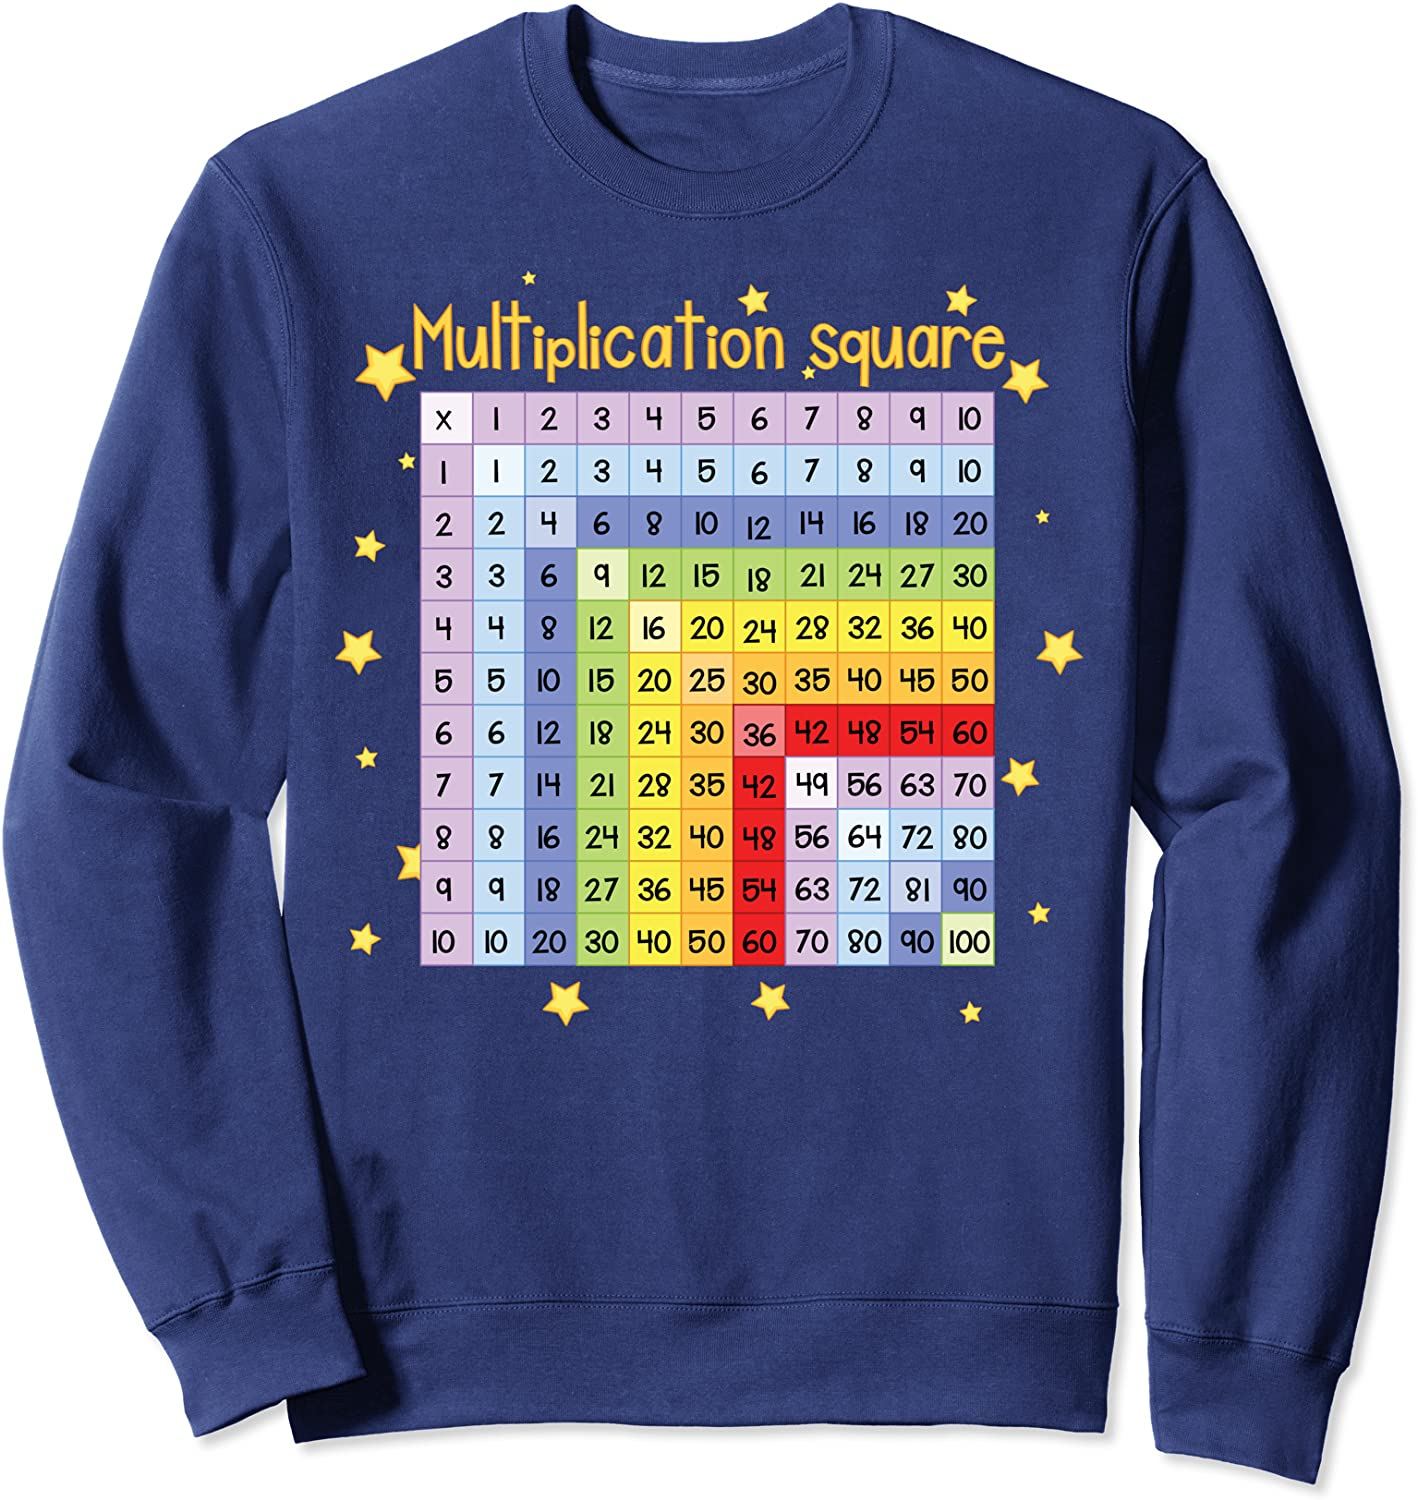 Multiplication square
x 1 2 3 4 5 6 7 8 9 10
1 1 2 3 4 5 6 7 8 9 10
2 2 4 6 8 10 12 14 16 18 20
3 3 6 9 12 15 18 21 24 27 30
4 4 8 12 16 20 24 28 32 36 40
5 5 10 15 20 25 30 35 40 45 50
6 6 12 18 24 30 36 42 48 54 60
7 7 14 21 28 35 42 49 56 63 70
8 8 16 24 32 40 48 56 64 72 80
9 9 18 27 36 45 54 63 72 81 90
10 10 20 30 40 50 60 70 80 90 100